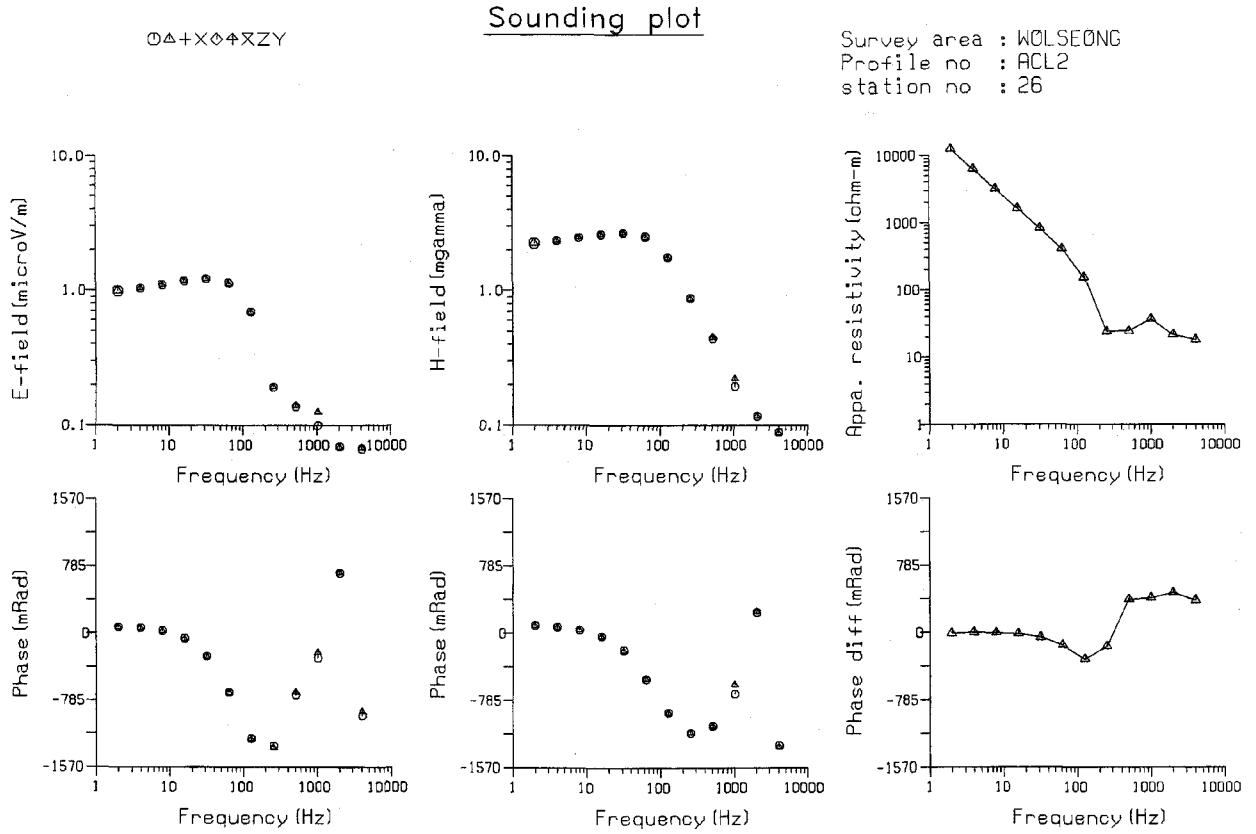 Sounding plot
Survey area : WOLSEONG
Profile no : ACL2
station no : 26
E-field (microV/m)
10.0
1.0
0.1
1 10 100 1000 10000
Frequency (Hz)
H-field (mgamma)
10.0
1.0
0.1
1 10 100 1000 10000
Frequency (Hz)
Appa. resistivity (ohm-m)
10000
1000
100
10
1
1 10 100 1000 10000
Frequency (Hz)
Phase (mRad)
1570
785
0
-785
-1570
1 10 100 1000 10000
Frequency (Hz)
Phase (mRad)
1570
785
0
-785
-1570
1 10 100 1000 10000
Frequency (Hz)
Phase diff (mRad)
1570
785
0
-785
-1570
1 10 100 1000 10000
Frequency (Hz)